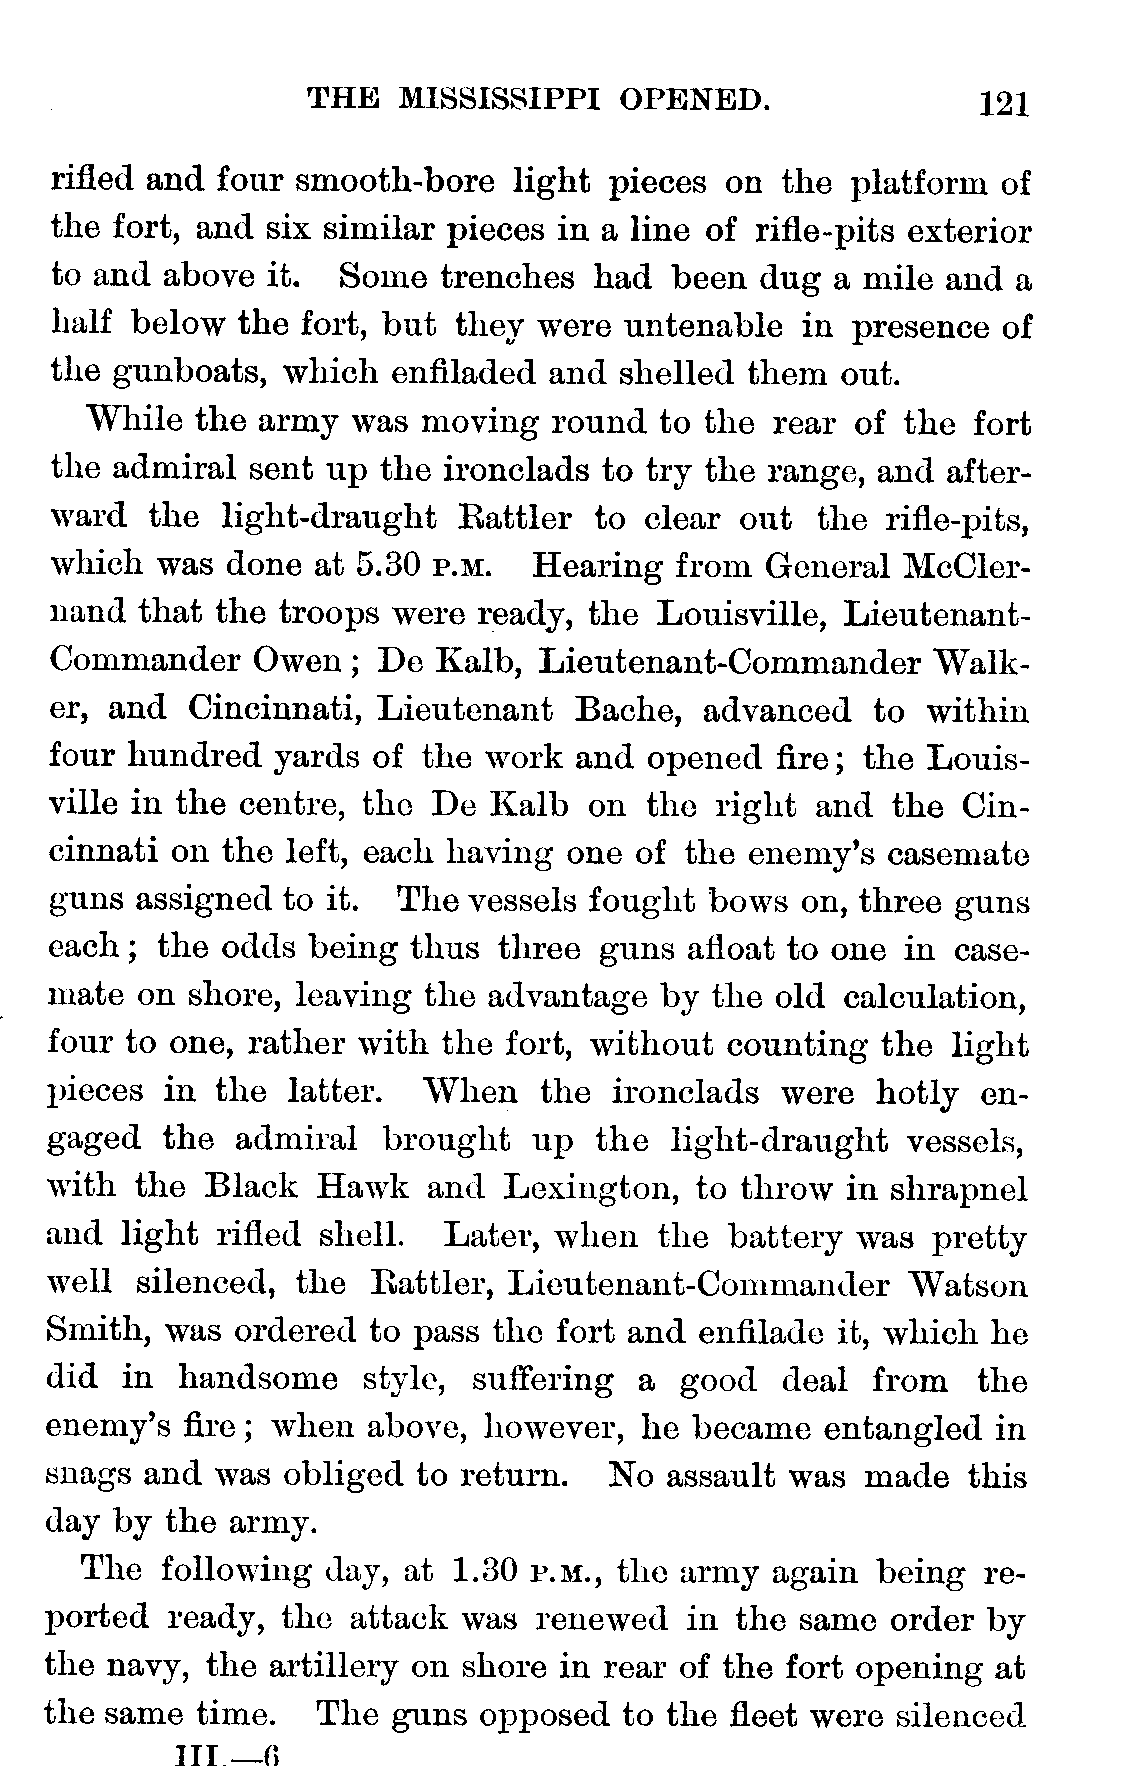 THE MISSISSIPPI OPENED. 121
rifled and four smooth-bore light pieces on the platform of
the fort, and six similar pieces in a line of rifle-pits exterior
to and above it. Some trenches had been dug a mile and a
half below the fort, but they were untenable in presence of
the gunboats, which enfiladed and shelled them out.
While the army was moving round to the rear of the fort
the admiral sent up the ironclads to try the range, and after-
ward the light-draught Rattler to clear out the rifle-pits,
which was done at 5.30 P.M. Hearing from General McCler-
nand that the troops were ready, the Louisville, Lieutenant-
Commander Owen; De Kalb, Lieutenant-Commander Walk-
er, and Cincinnati, Lieutenant Bache, advanced to within
four hundred yards of the work and opened fire; the Louis-
ville in the centre, the De Kalb on the right and the Cin-
cinnati on the left, each having one of the enemy's casemate
guns assigned to it. The vessels fought bows on, three guns
each; the odds being thus three guns afloat to one in case-
mate on shore, leaving the advantage by the old calculation,
four to one, rather with the fort, without counting the light
pieces in the latter. When the ironclads were hotly en-
gaged the admiral brought up the light-draught vessels,
with the Black Hawk and Lexington, to throw in shrapnel
and light rifled shell. Later, when the battery was pretty
well silenced, the Rattler, Lieutenant-Commander Watson
Smith, was ordered to pass the fort and enfilade it, which he
did in handsome style, suffering a good deal from the
enemy's fire; when above, however, he became entangled in
snags and was obliged to return. No assault was made this
day by the army.
The following day, at 1.30 P.M., the army again being re-
ported ready, the attack was renewed in the same order by
the navy, the artillery on shore in rear of the fort opening at
the same time. The guns opposed to the fleet were silenced
III.—6